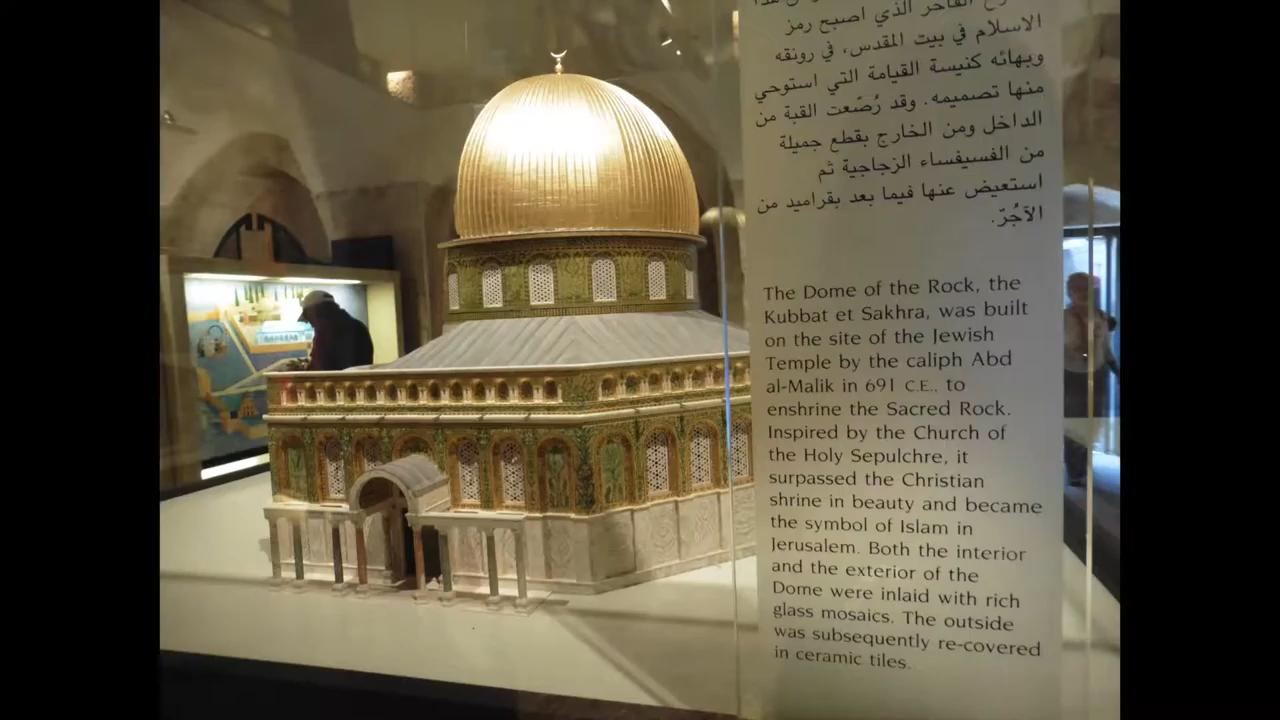 الفاخر الذي اصبح رمز
الاسلام في بيت المقدس، في رونقه
وبهائه كنيسة القيامة التي استوحي
منها تصميمه. وقد رُصّعت القبة من
الداخل ومن الخارج بقطع جميلة
من الفسيفساء الزجاجية ثم
استعيض عنها فيما بعد بقراميد من
الآجُرّ.
The Dome of the Rock, the
Kubbat et Sakhra, was built
on the site of the Jewish
Temple by the caliph Abd
al-Malik in 691 C.E., to
enshrine the Sacred Rock.
Inspired by the Church of
the Holy Sepulchre, it
surpassed the Christian
shrine in beauty and became
the symbol of Islam in
Jerusalem. Both the interior
and the exterior of the
Dome were inlaid with rich
glass mosaics. The outside
was subsequently re-covered
in ceramic tiles.